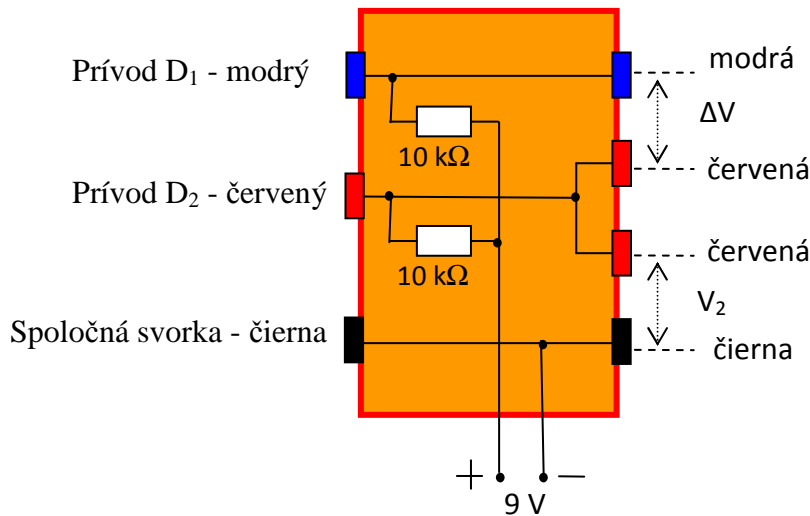 Prívod D₁ - modrý
modrá
ΔV
10 kΩ
červená
Prívod D₂ - červený
10 kΩ
červená
V₂
Spoločná svorka - čierna
čierna
+ −
9 V